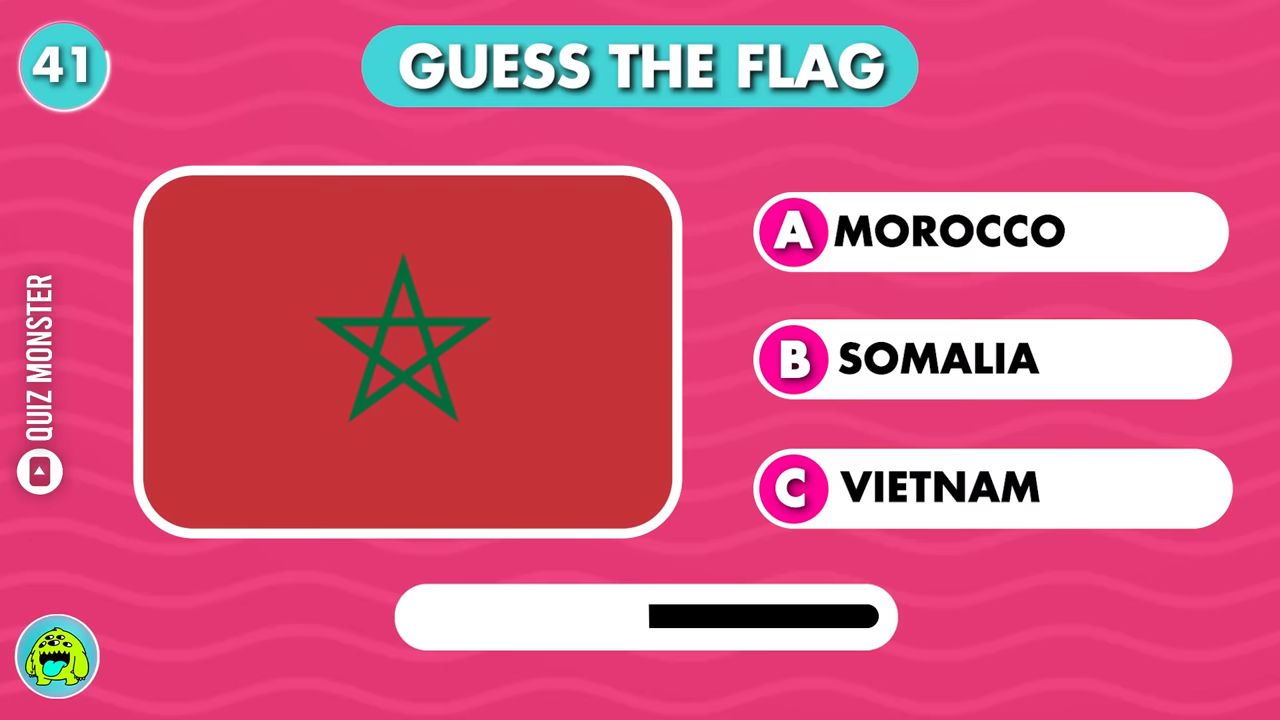 41
GUESS THE FLAG
QUIZ MONSTER
A MOROCCO
B SOMALIA
C VIETNAM